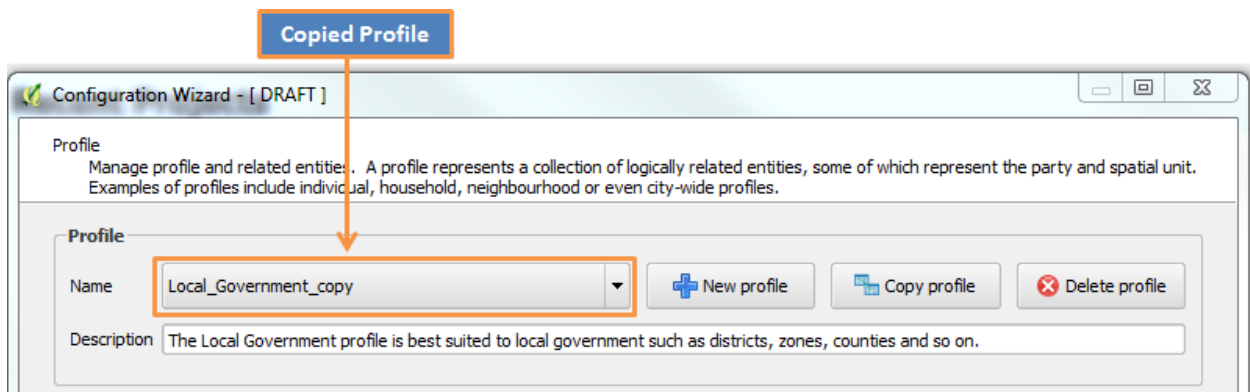 Copied Profile
Configuration Wizard - [ DRAFT ]
Profile
Manage profile and related entities. A profile represents a collection of logically related entities, some of which represent the party and spatial unit.
Examples of profiles include individual, household, neighbourhood or even city-wide profiles.
Profile
Name Local_Government_copy New profile Copy profile Delete profile
Description The Local Government profile is best suited to local government such as districts, zones, counties and so on.